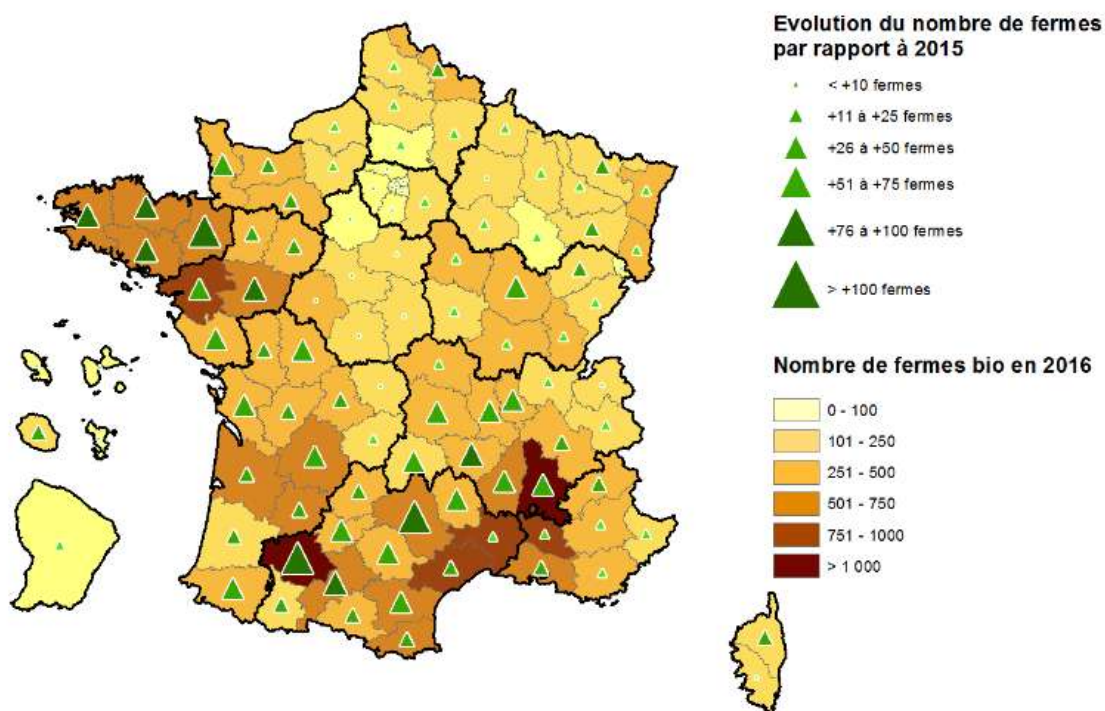 Evolution du nombre de fermes
par rapport à 2015
< +10 fermes
+11 à +25 fermes
+26 à +50 fermes
+51 à +75 fermes
+76 à +100 fermes
> +100 fermes
Nombre de fermes bio en 2016
0 - 100
101 - 250
251 - 500
501 - 750
751 - 1000
> 1 000